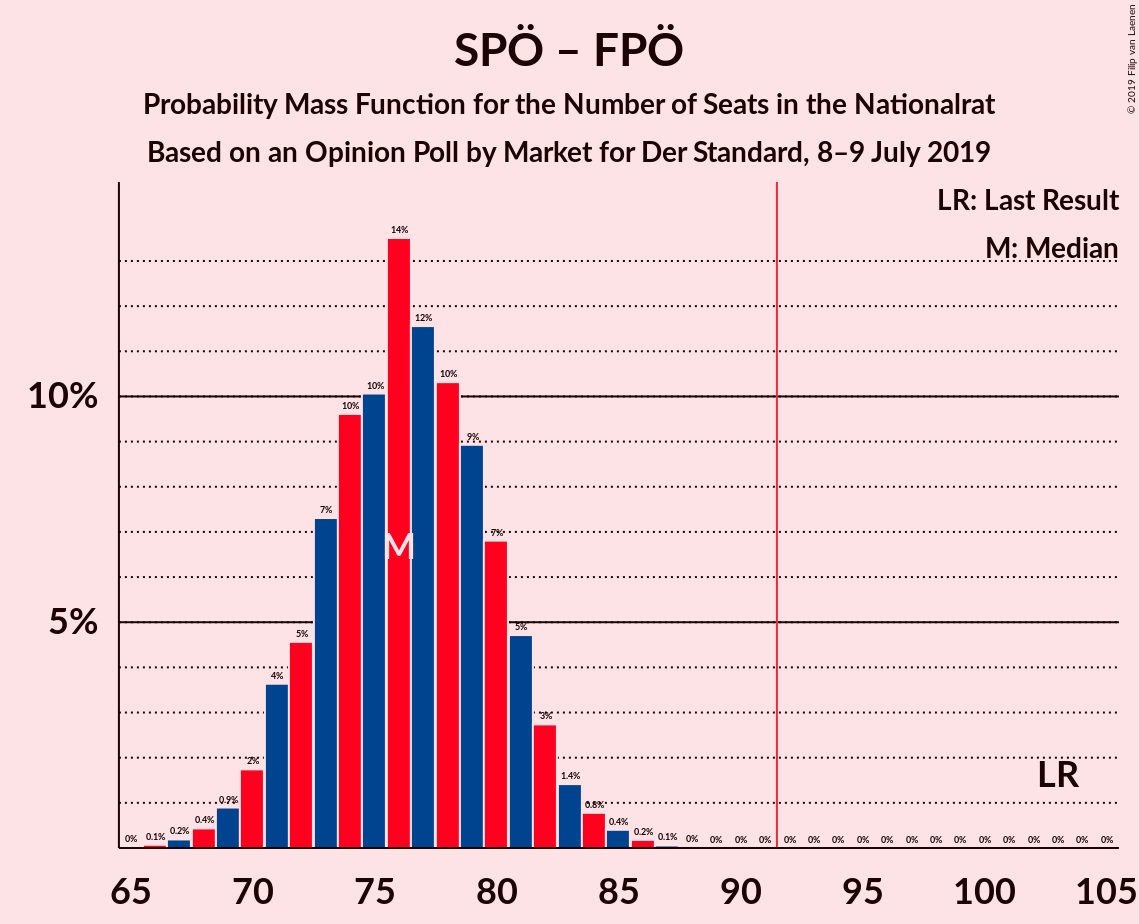 SPÖ – FPÖ
Probability Mass Function for the Number of Seats in the Nationalrat
Based on an Opinion Poll by Market for Der Standard, 8–9 July 2019
© 2019 Filip van Laenen
LR: Last Result
M: Median
10%
5%
0% 0.1% 0.2% 0.4% 0.9% 2% 4% 5% 7% 10% 10% 14% 12% 10% 9% 7% 5% 3% 1.4% 0.8% 0.4% 0.2% 0.1% 0% 0% 0% 0% 0% 0% 0% 0% 0% 0% 0% 0% 0% 0% 0% 0% 0% 0%
M
LR
65 70 75 80 85 90 95 100 105